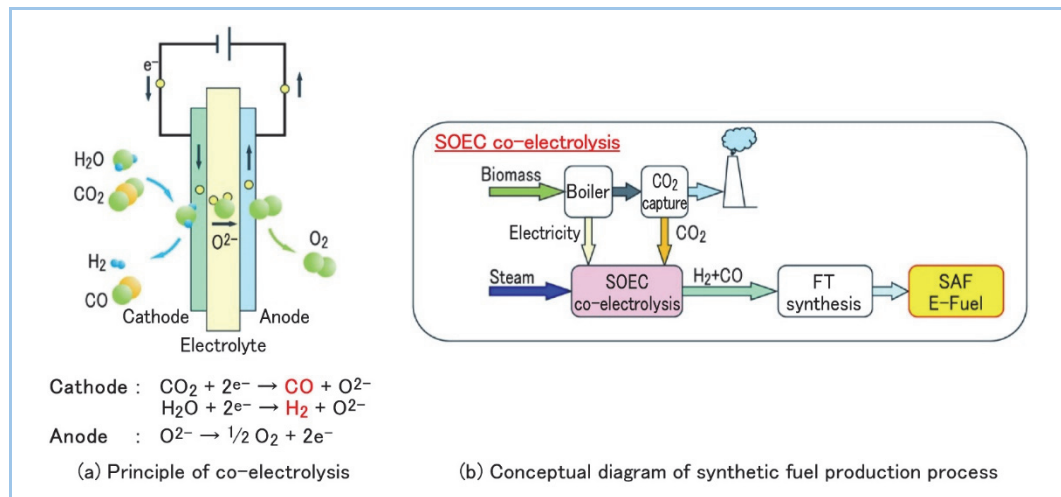 e⁻
H₂O
CO₂
H₂
CO
O²⁻
O₂
Cathode
Anode
Electrolyte
Cathode : CO₂ + 2e⁻ → CO + O²⁻
H₂O + 2e⁻ → H₂ + O²⁻
Anode : O²⁻ → 1/2 O₂ + 2e⁻
(a) Principle of co-electrolysis
SOEC co-electrolysis
Biomass
Boiler
CO₂
capture
Electricity
CO₂
Steam
SOEC
co-electrolysis
H₂+CO
FT
synthesis
SAF
E-Fuel
(b) Conceptual diagram of synthetic fuel production process